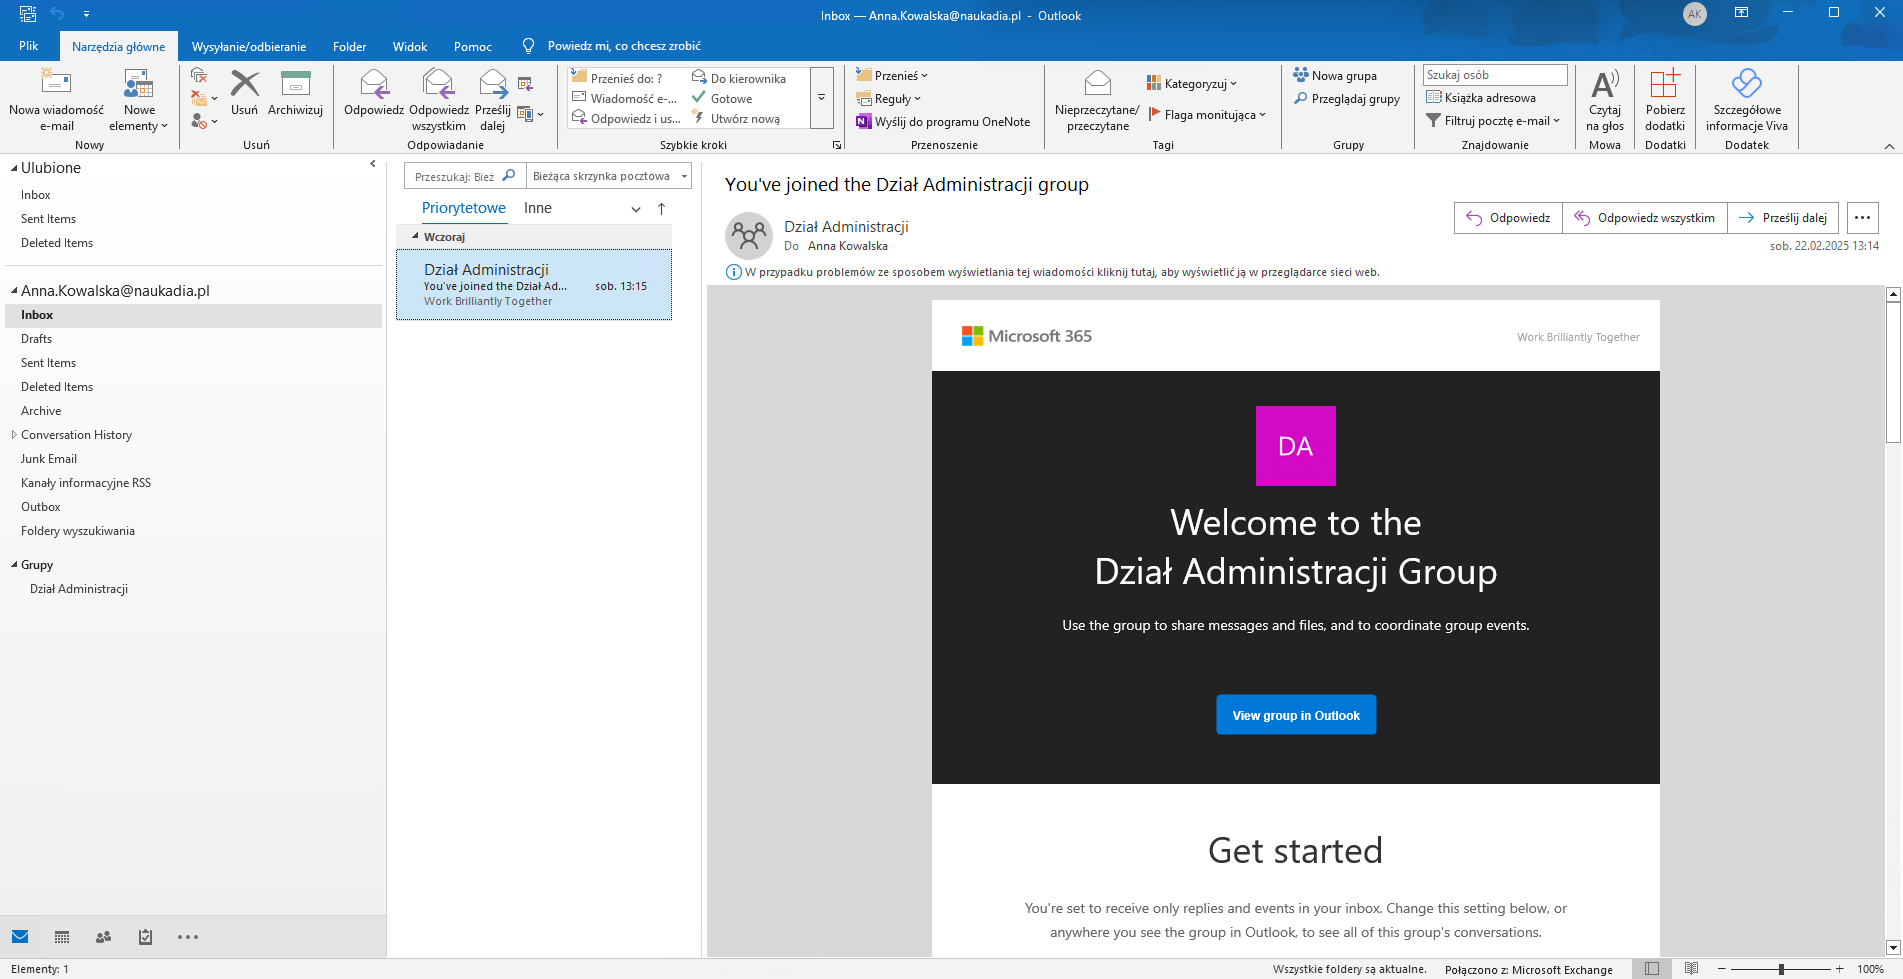 Inbox — Anna.Kowalska@naukadia.pl - Outlook
AK
Plik Narzędzia główne Wysyłanie/odbieranie Folder Widok Pomoc Powiedz mi, co chcesz zrobić
Nowa wiadomość e-mail
Nowe elementy
Nowy
Usuń
Archiwizuj
Usuń
Odpowiedz
Odpowiedz wszystkim
Prześlij dalej
Odpowiadanie
Przenieś do: ?
Wiadomość e-...
Odpowiedz i us...
Do kierownika
Gotowe
Utwórz nową
Szybkie kroki
Przenieś
Reguły
Wyślij do programu OneNote
Przenoszenie
Nieprzeczytane/ przeczytane
Kategoryzuj
Flaga monitująca
Tagi
Nowa grupa
Przeglądaj grupy
Grupy
Szukaj osób
Książka adresowa
Filtruj pocztę e-mail
Znajdowanie
Czytaj na głos
Mowa
Pobierz dodatki
Dodatki
Szczegółowe informacje Viva
Dodatek
Ulubione
Inbox
Sent Items
Deleted Items
Anna.Kowalska@naukadia.pl
Inbox
Drafts
Sent Items
Deleted Items
Archive
Conversation History
Junk Email
Kanały informacyjne RSS
Outbox
Foldery wyszukiwania
Grupy
Dział Administracji
Przeszukaj: Bież
Bieżąca skrzynka pocztowa
Priorytetowe Inne
Wczoraj
Dział Administracji
You've joined the Dział Ad... sob. 13:15
Work Brilliantly Together
You've joined the Dział Administracji group
Dział Administracji
Do Anna Kowalska
Odpowiedz
Odpowiedz wszystkim
Prześlij dalej
sob. 22.02.2025 13:14
W przypadku problemów ze sposobem wyświetlania tej wiadomości kliknij tutaj, aby wyświetlić ją w przeglądarce sieci web.
Microsoft 365
Work Brilliantly Together
DA
Welcome to the
Dział Administracji Group
Use the group to share messages and files, and to coordinate group events.
View group in Outlook
Get started
You're set to receive only replies and events in your inbox. Change this setting below, or
anywhere you see the group in Outlook, to see all of this group's conversations.
Elementy: 1
Wszystkie foldery są aktualne.
Połączono z: Microsoft Exchange
100%